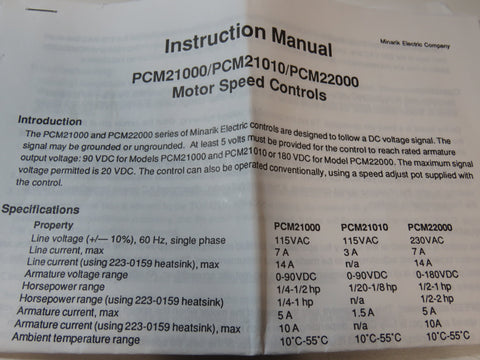 Instruction Manual
Minarik Electric Company
PCM21000/PCM21010/PCM22000
Motor Speed Controls
Introduction
The PCM21000 and PCM22000 series of Minarik Electric controls are designed to follow a DC voltage signal. The
signal may be grounded or ungrounded. At least 5 volts must be provided for the control to reach rated armature
output voltage: 90 VDC for Models PCM21000 and PCM21010 or 180 VDC for Model PCM22000. The maximum signal
voltage permitted is 20 VDC. The control can also be operated conventionally, using a speed adjust pot supplied with
the control.
Specifications
Property PCM21000 PCM21010 PCM22000
Line voltage (+/— 10%), 60 Hz, single phase 115VAC 115VAC 230VAC
Line current, max 7 A 3 A 7 A
Line current (using 223-0159 heatsink), max 14 A n/a 14 A
Armature voltage range 0-90VDC 0-90VDC 0-180VDC
Horsepower range 1/4-1/2 hp 1/20-1/8 hp 1/2-1 hp
Horsepower range (using 223-0159 heatsink) 1/4-1 hp n/a 1/2-2 hp
Armature current, max 5 A 1.5 A 5 A
Armature current (using 223-0159 heatsink), max 10 A n/a 10A
Ambient temperature range 10°C-55°C 10°C-55°C 10°C-55°C